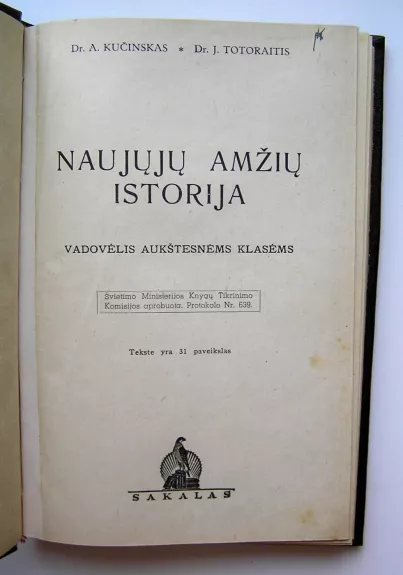 Dr. A. KUČINSKAS * Dr. J. TOTORAITIS
NAUJŲJŲ AMŽIŲ
ISTORIJA
VADOVĖLIS AUKŠTESNĖMS KLASĖMS
Švietimo Ministerijos Knygų Tikrinimo
Komisijos aprobuota. Protokolo Nr. 639.
Tekste yra 31 paveikslas
SAKALAS